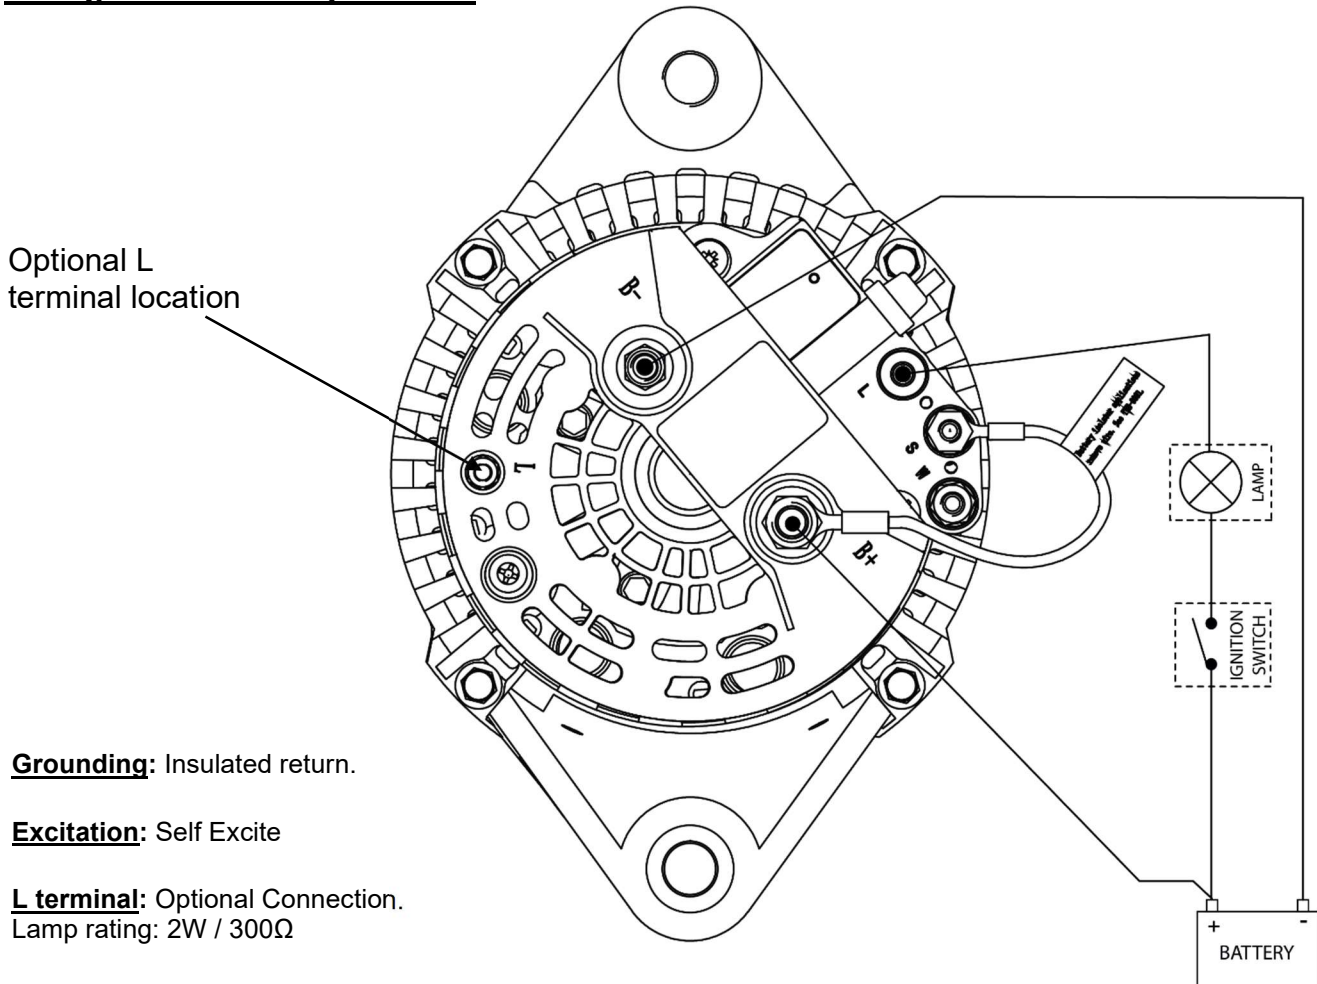 Optional L
terminal location
B-
L
S
W
L
B+
LAMP
IGNITION
SWITCH
Grounding: Insulated return.
Excitation: Self Excite
L terminal: Optional Connection.
Lamp rating: 2W / 300Ω
+ -
BATTERY